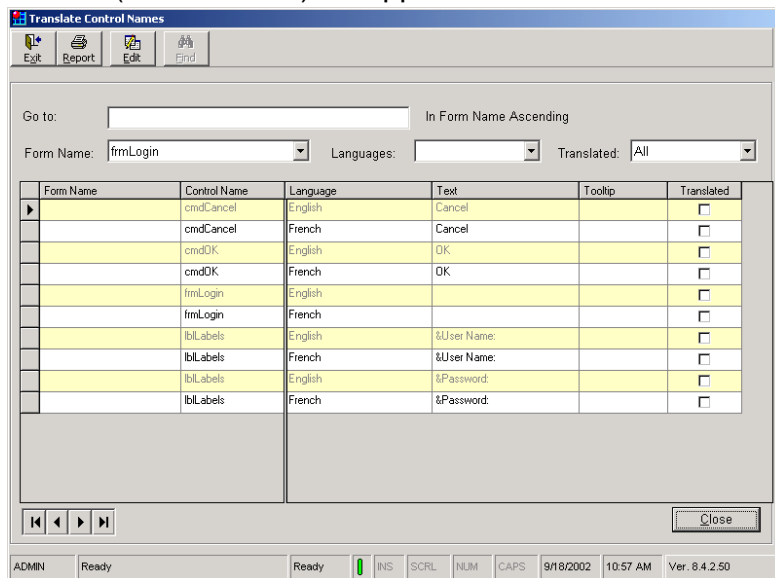 Translate Control Names
Exit Report Edit Find
Go to: In Form Name Ascending
Form Name: frmLogin Languages: Translated: All
Form Name Control Name Language Text Tooltip Translated
cmdCancel English Cancel
cmdCancel French Cancel
cmdOK English OK
cmdOK French OK
frmLogin English
frmLogin French
lblLabels English &User Name:
lblLabels French &User Name:
lblLabels English &Password:
lblLabels French &Password:
Close
ADMIN Ready Ready INS SCRL NUM CAPS 9/18/2002 10:57 AM Ver. 8.4.2.50